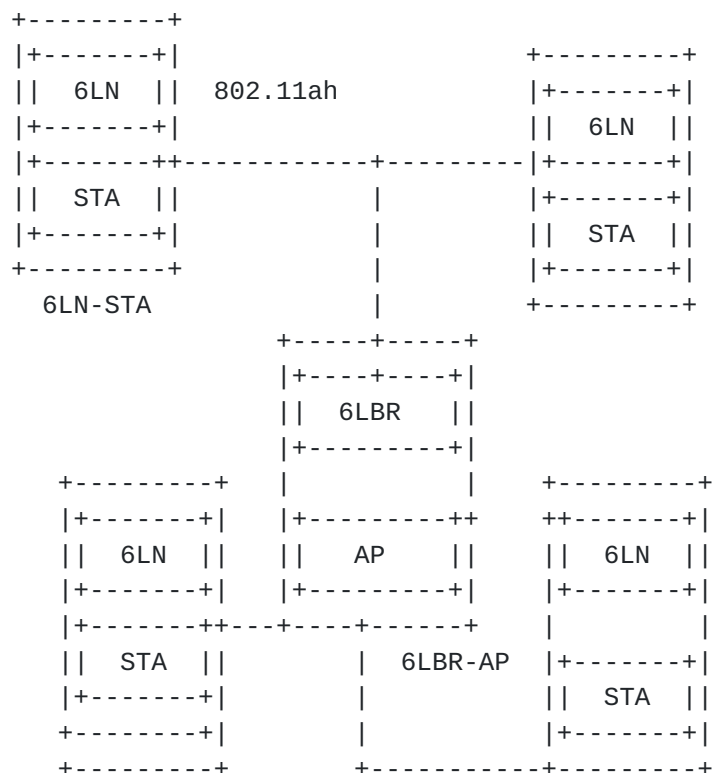 6LN 802.11ah
6LN
STA
STA
6LN-STA
6LBR
6LN AP 6LN
STA 6LBR-AP
STA